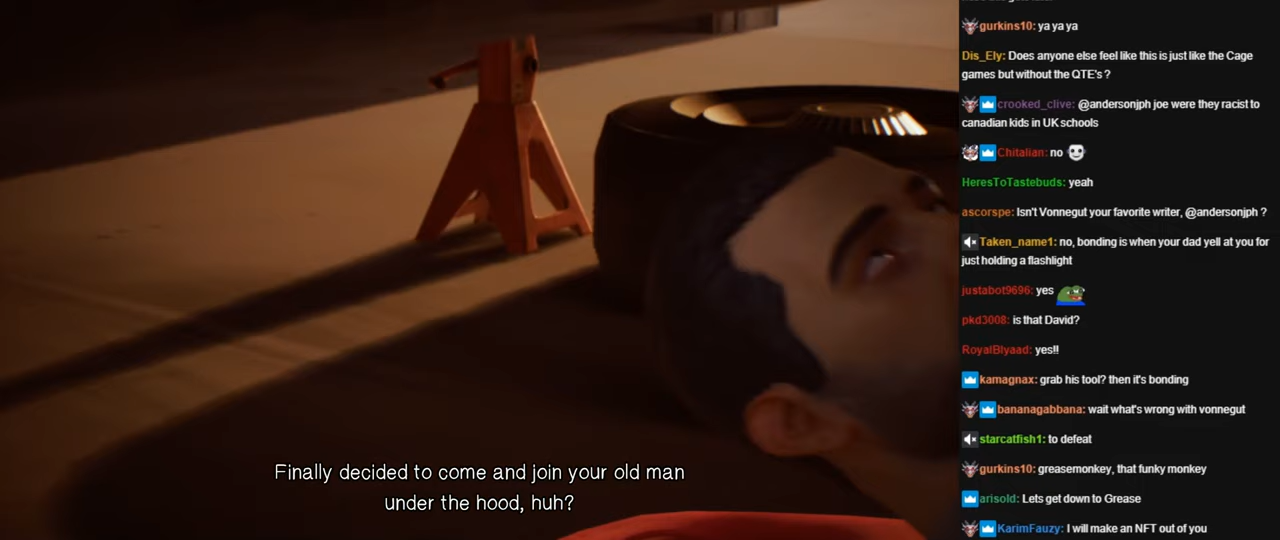 Finally decided to come and join your old man
under the hood, huh?
gurkins10: ya ya ya
Dis_Ely: Does anyone else feel like this is just like the Cage
games but without the QTE's ?
crooked_clive: @andersonjph joe were they racist to
canadian kids in UK schools
Chitalian: no
HeresToTastebuds: yeah
ascorspe: Isn't Vonnegut your favorite writer, @andersonjph ?
Taken_name1: no, bonding is when your dad yell at you for
just holding a flashlight
justabot9696: yes
pkd3008: is that David?
RoyalBlyaad: yes!!
kamagnax: grab his tool? then it's bonding
bananagabbana: wait what's wrong with vonnegut
starcatfish1: to defeat
gurkins10: greasemonkey, that funky monkey
arisold: Lets get down to Grease
KarimFauzy: I will make an NFT out of you